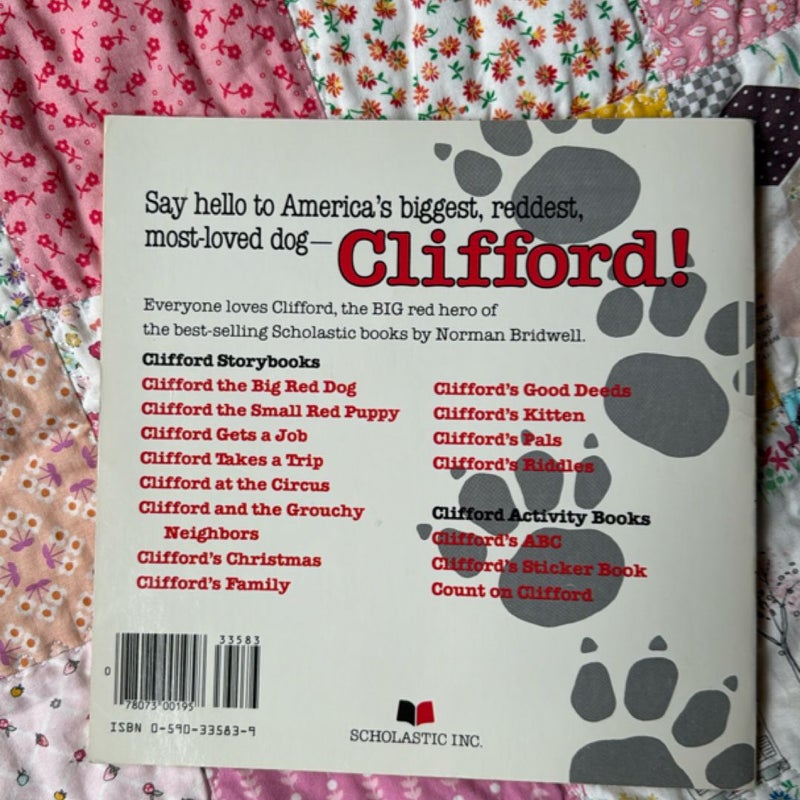 Say hello to America's biggest, reddest,
most-loved dog—Clifford!
Everyone loves Clifford, the BIG red hero of
the best-selling Scholastic books by Norman Bridwell.
Clifford Storybooks
Clifford the Big Red Dog
Clifford the Small Red Puppy
Clifford Gets a Job
Clifford Takes a Trip
Clifford at the Circus
Clifford and the Grouchy
Neighbors
Clifford's Christmas
Clifford's Family
Clifford's Good Deeds
Clifford's Kitten
Clifford's Pals
Clifford's Riddles
Clifford Activity Books
Clifford's ABC
Clifford's Sticker Book
Count on Clifford
33583
0
78073 00195
ISBN 0-590-33583-9
SCHOLASTIC INC.